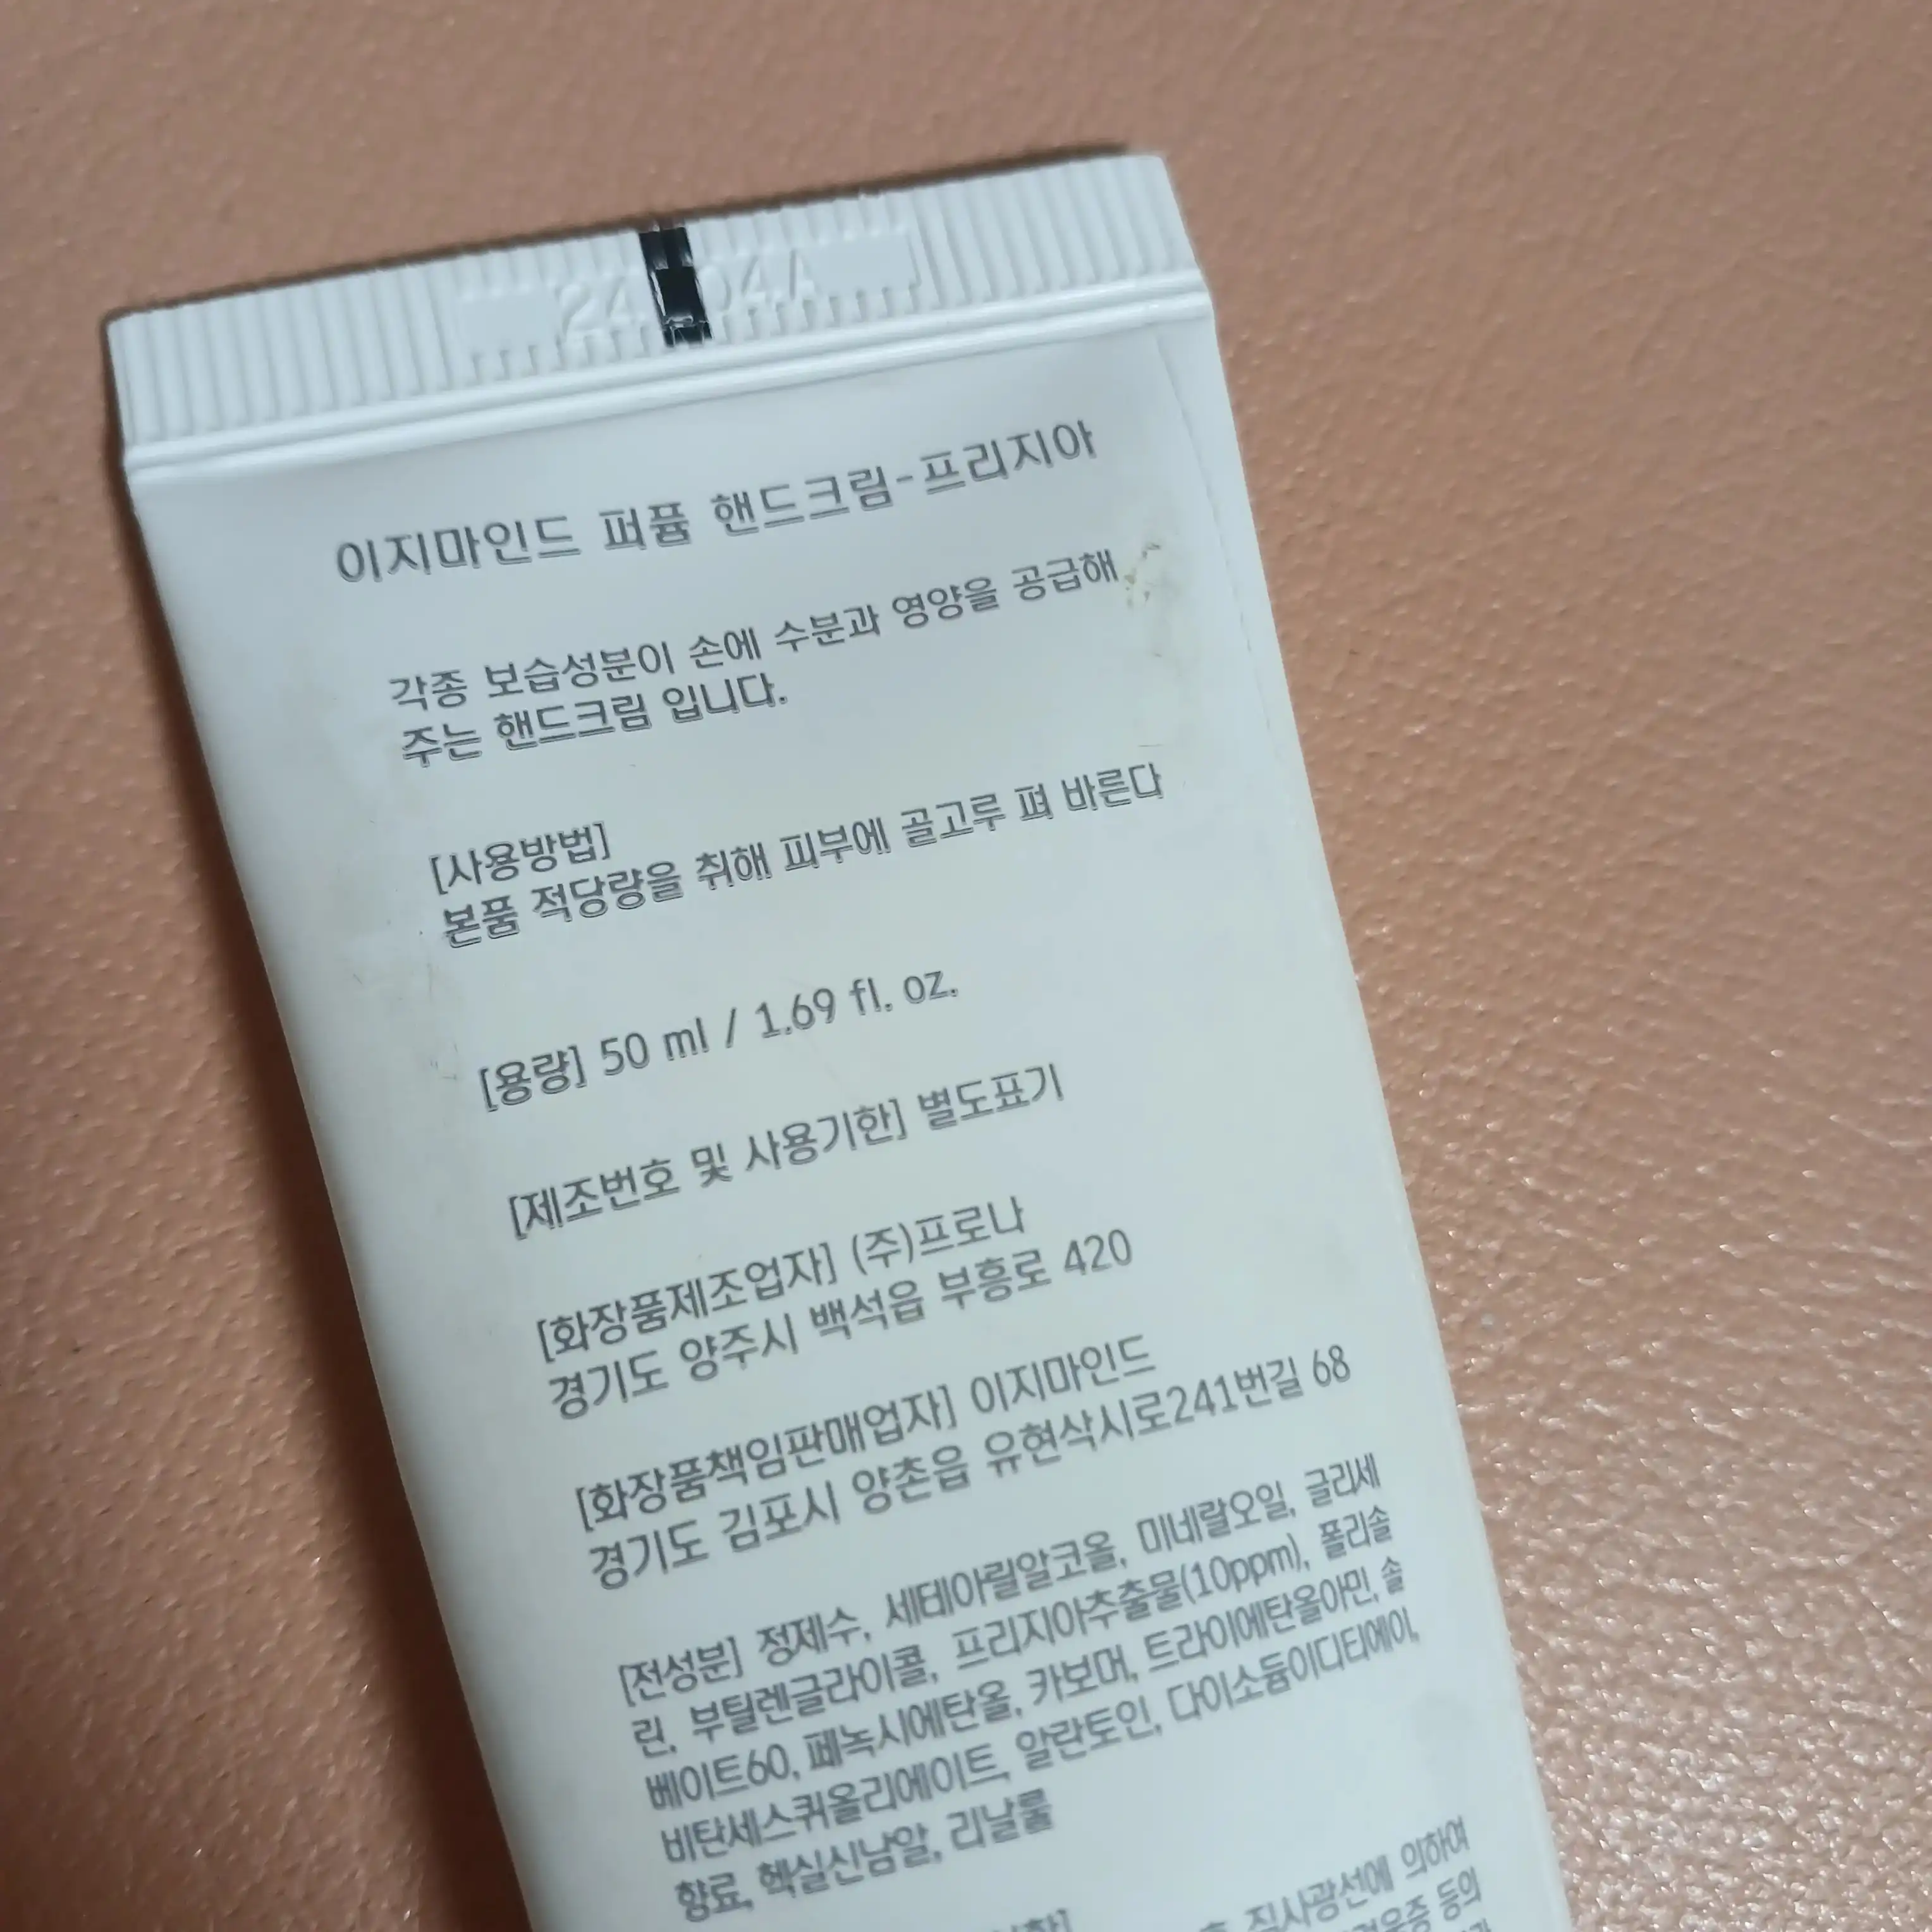 이지마인드 퍼퓸 핸드크림-프리지아
각종 보습성분이 손에 수분과 영양을 공급해
주는 핸드크림 입니다.
[사용방법]
본품 적당량을 취해 피부에 골고루 펴 바른다
[용량] 50 ml / 1.69 fl. oz.
[제조번호 및 사용기한] 별도표기
[화장품제조업자] (주)프로나
경기도 양주시 백석읍 부흥로 420
[화장품책임판매업자] 이지마인드
경기도 김포시 양촌읍 유현삭시로241번길 68
[전성분] 정제수, 세테아릴알코올, 미네랄오일, 글리세
린, 부틸렌글라이콜, 프리지아추출물(10ppm), 폴리솔
베이트60, 페녹시에탄올, 카보머, 트라이에탄올아민, 솔
비탄세스퀴올리에이트, 알란토인, 다이소듐이디티에이,
향료, 헥실신남알, 리날룰
직사광선에 의하여
등의